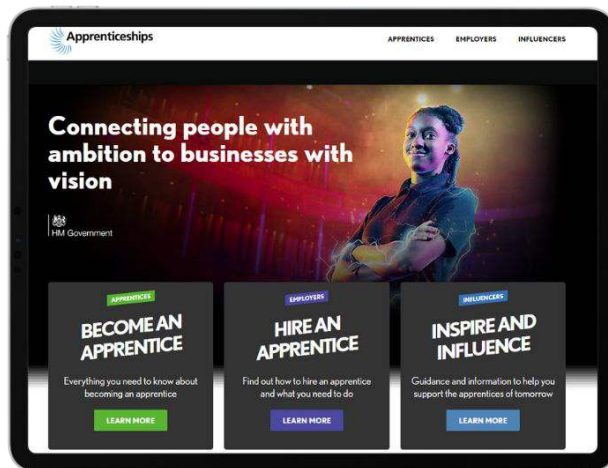 Apprenticeships
APPRENTICES EMPLOYERS INFLUENCERS
Connecting people with
ambition to businesses with
vision
HM Government
APPRENTICES
BECOME AN
APPRENTICE
Everything you need to know about
becoming an apprentice
LEARN MORE
EMPLOYERS
HIRE AN
APPRENTICE
Find out how to hire an apprentice
and what you need to do
LEARN MORE
INFLUENCERS
INSPIRE AND
INFLUENCE
Guidance and information to help you
support the apprentices of tomorrow
LEARN MORE